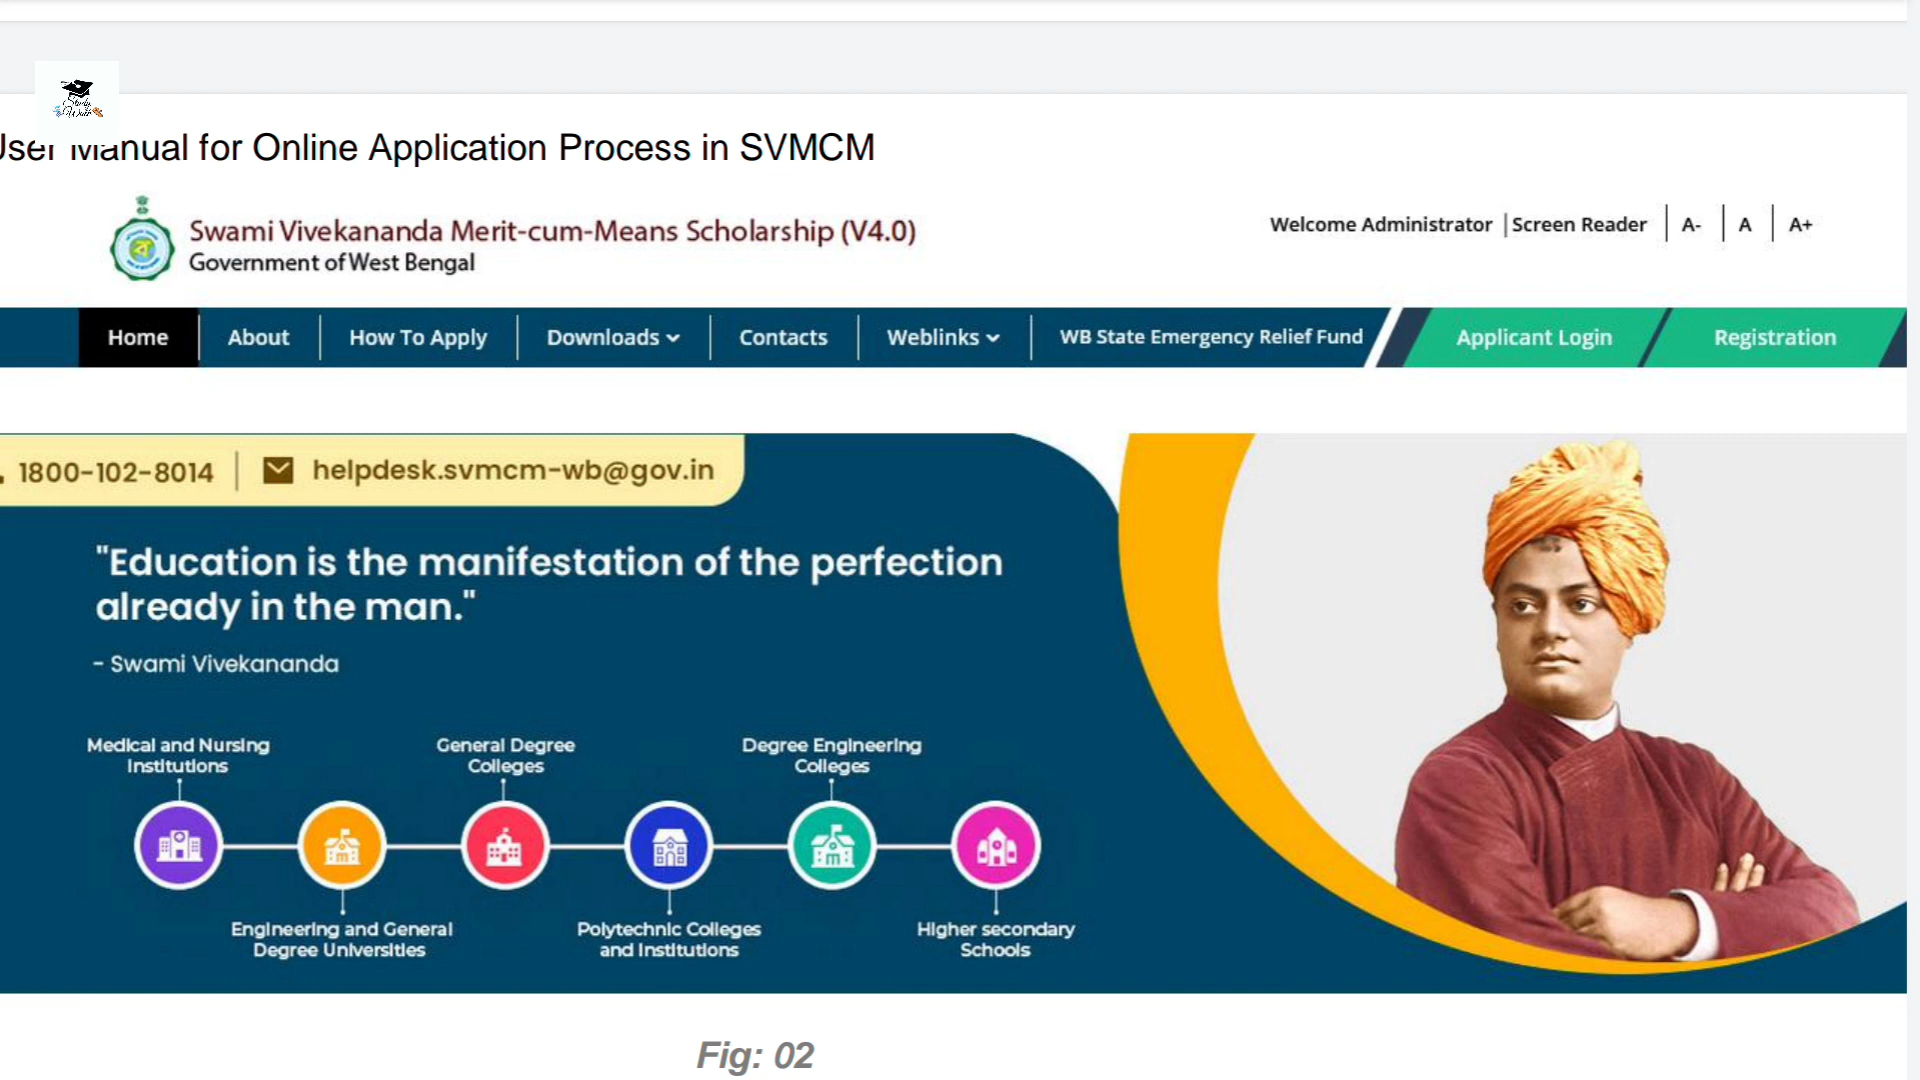 Study
User Manual for Online Application Process in SVMCM
Swami Vivekananda Merit-cum-Means Scholarship (V4.0)
Government of West Bengal
Welcome Administrator | Screen Reader | A- | A | A+
Home
About
How To Apply
Downloads
Contacts
Weblinks
WB State Emergency Relief Fund
Applicant Login
Registration
1800-102-8014
helpdesk.svmcm-wb@gov.in
"Education is the manifestation of the perfection
already in the man."
- Swami Vivekananda
Medical and Nursing
Institutions
General Degree
Colleges
Degree Engineering
Colleges
Engineering and General
Degree Universities
Polytechnic Colleges
and Institutions
Higher secondary
Schools
Fig: 02